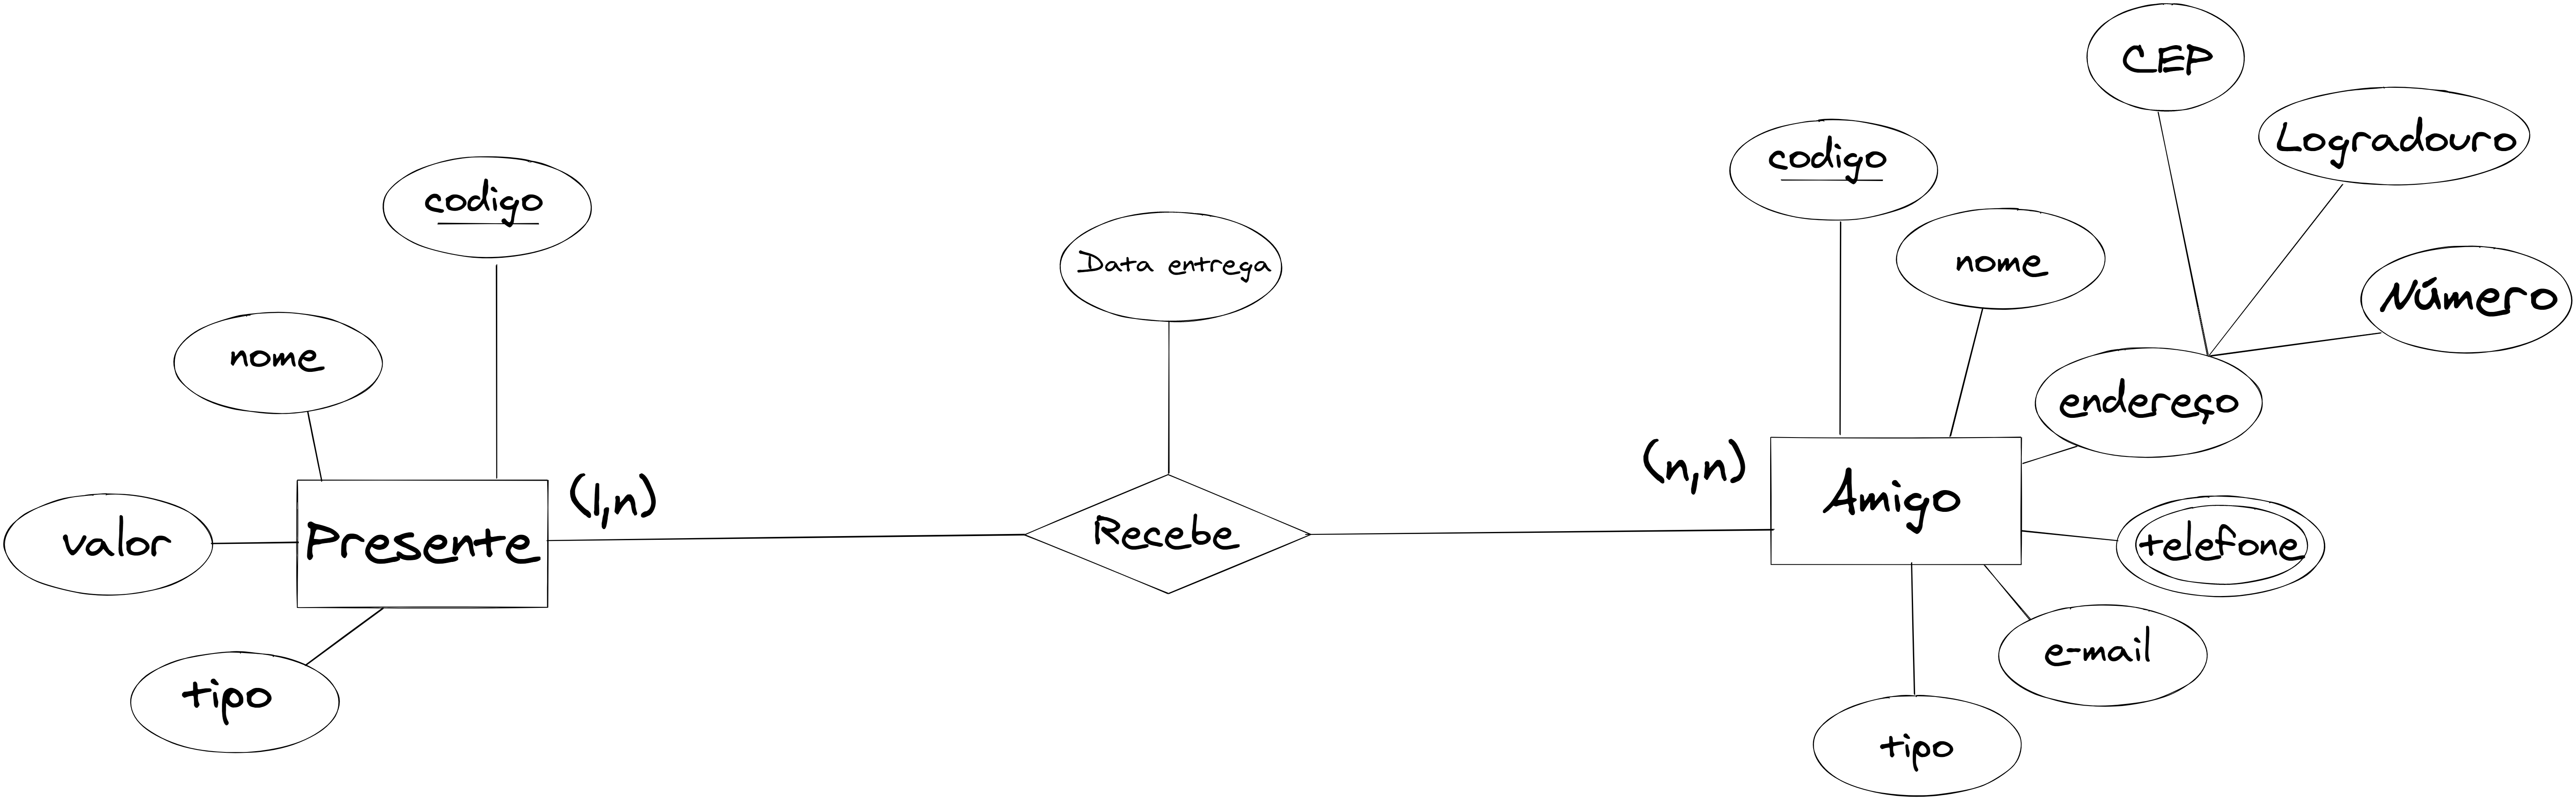 CEP
Logradouro
codigo
codigo
nome
Data entrega
Número
nome
endereço
(1,n)
(n,n)
Presente
valor
Recebe
Amigo
telefone
e-mail
tipo
tipo